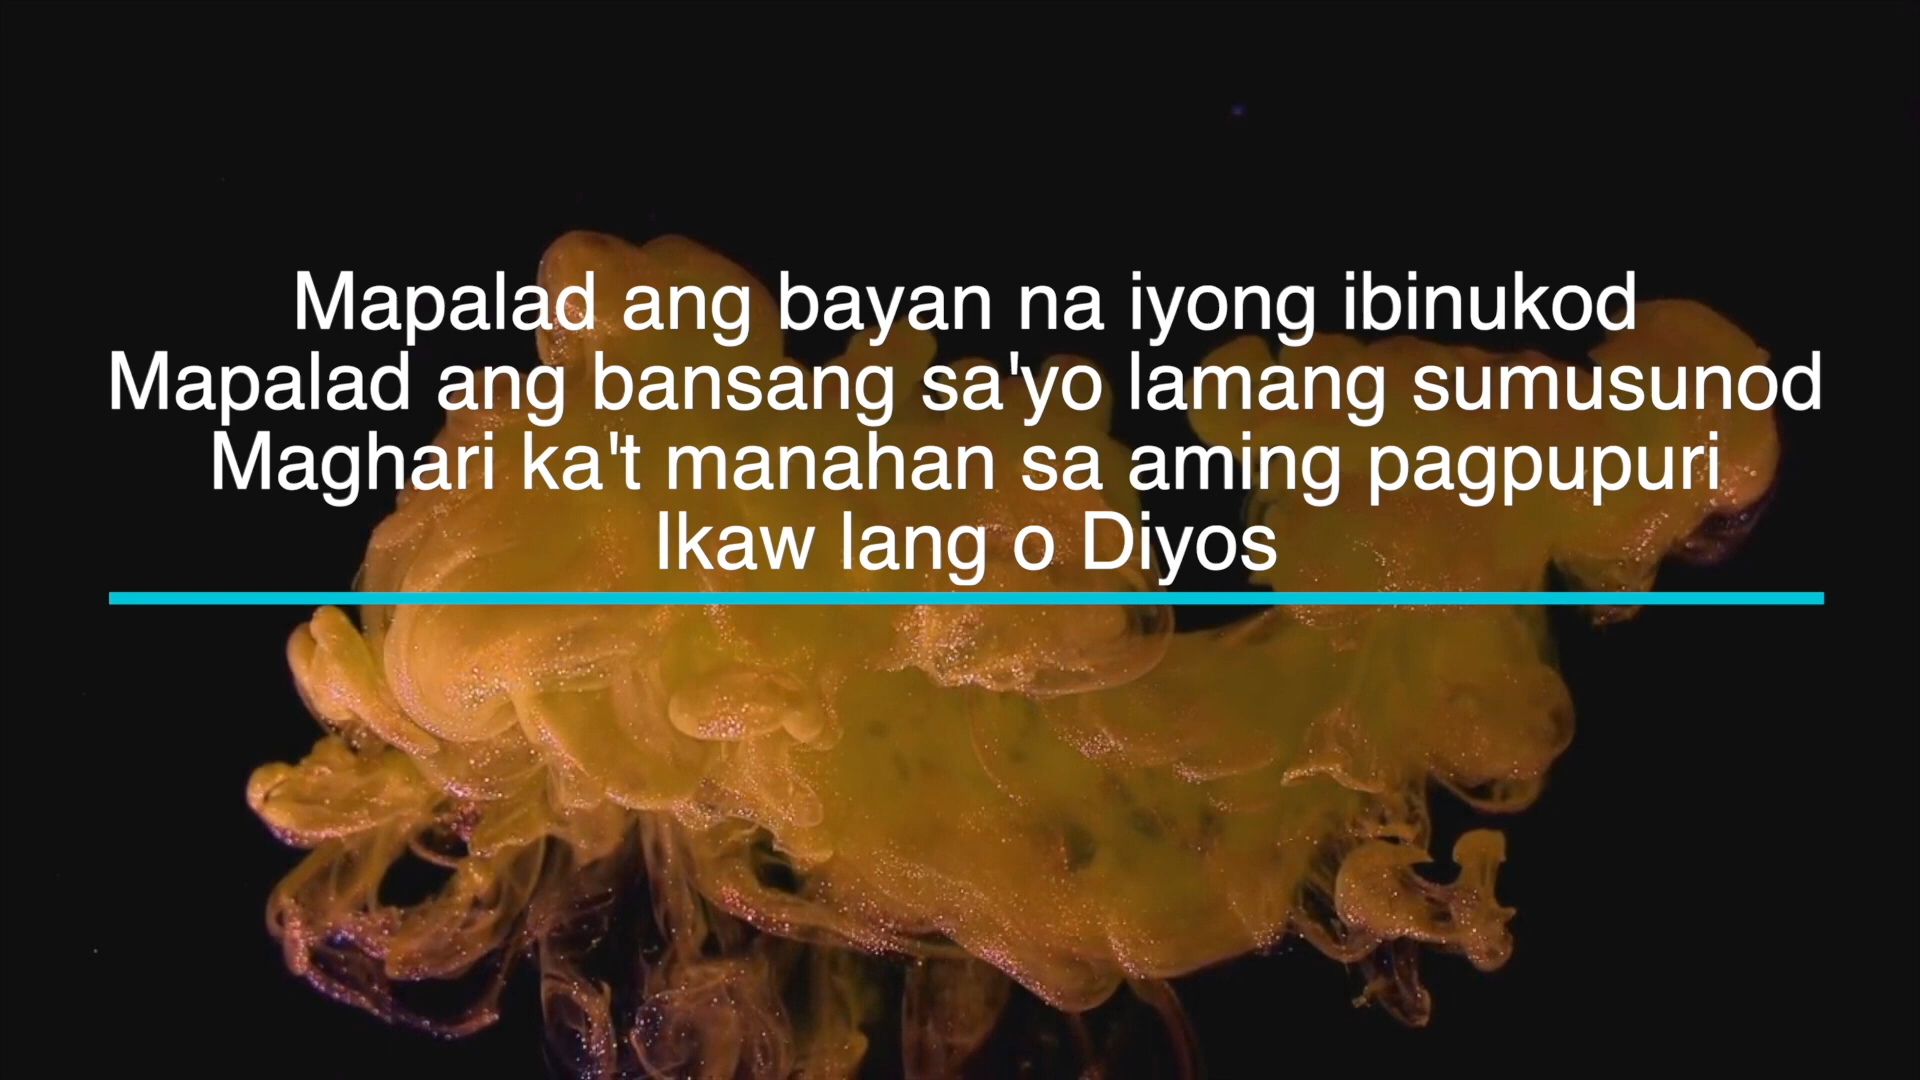 Mapalad ang bayan na iyong ibinukod
Mapalad ang bansang sa'yo lamang sumusunod
Maghari ka't manahan sa aming pagpupuri
Ikaw lang o Diyos